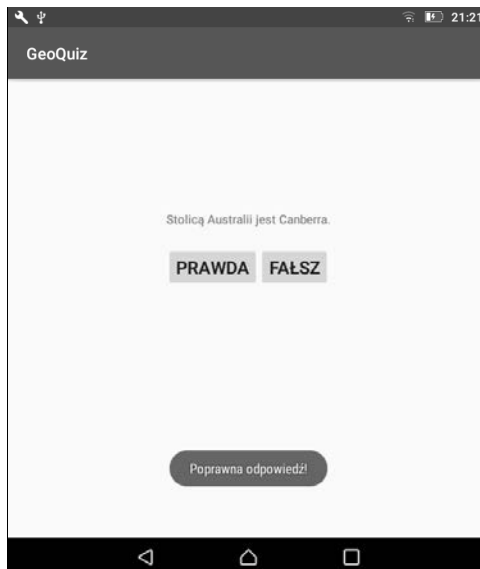 21:21
GeoQuiz
Stolicą Australii jest Canberra.
PRAWDA FAŁSZ
Poprawna odpowiedź!